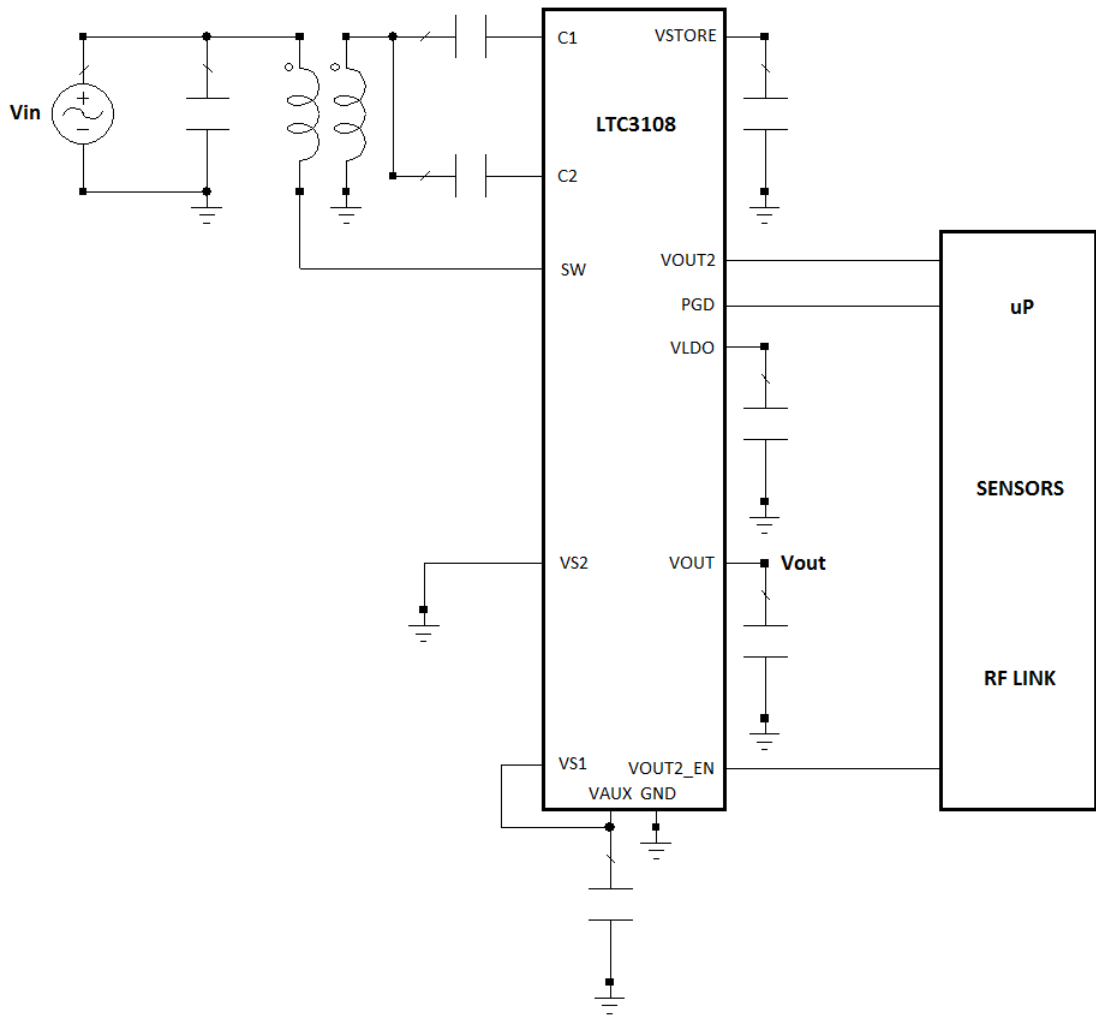 C1
VSTORE
Vin
LTC3108
C2
VOUT2
SW
PGD
uP
VLDO
SENSORS
VS2
VOUT
Vout
RF LINK
VS1
VOUT2_EN
VAUX GND